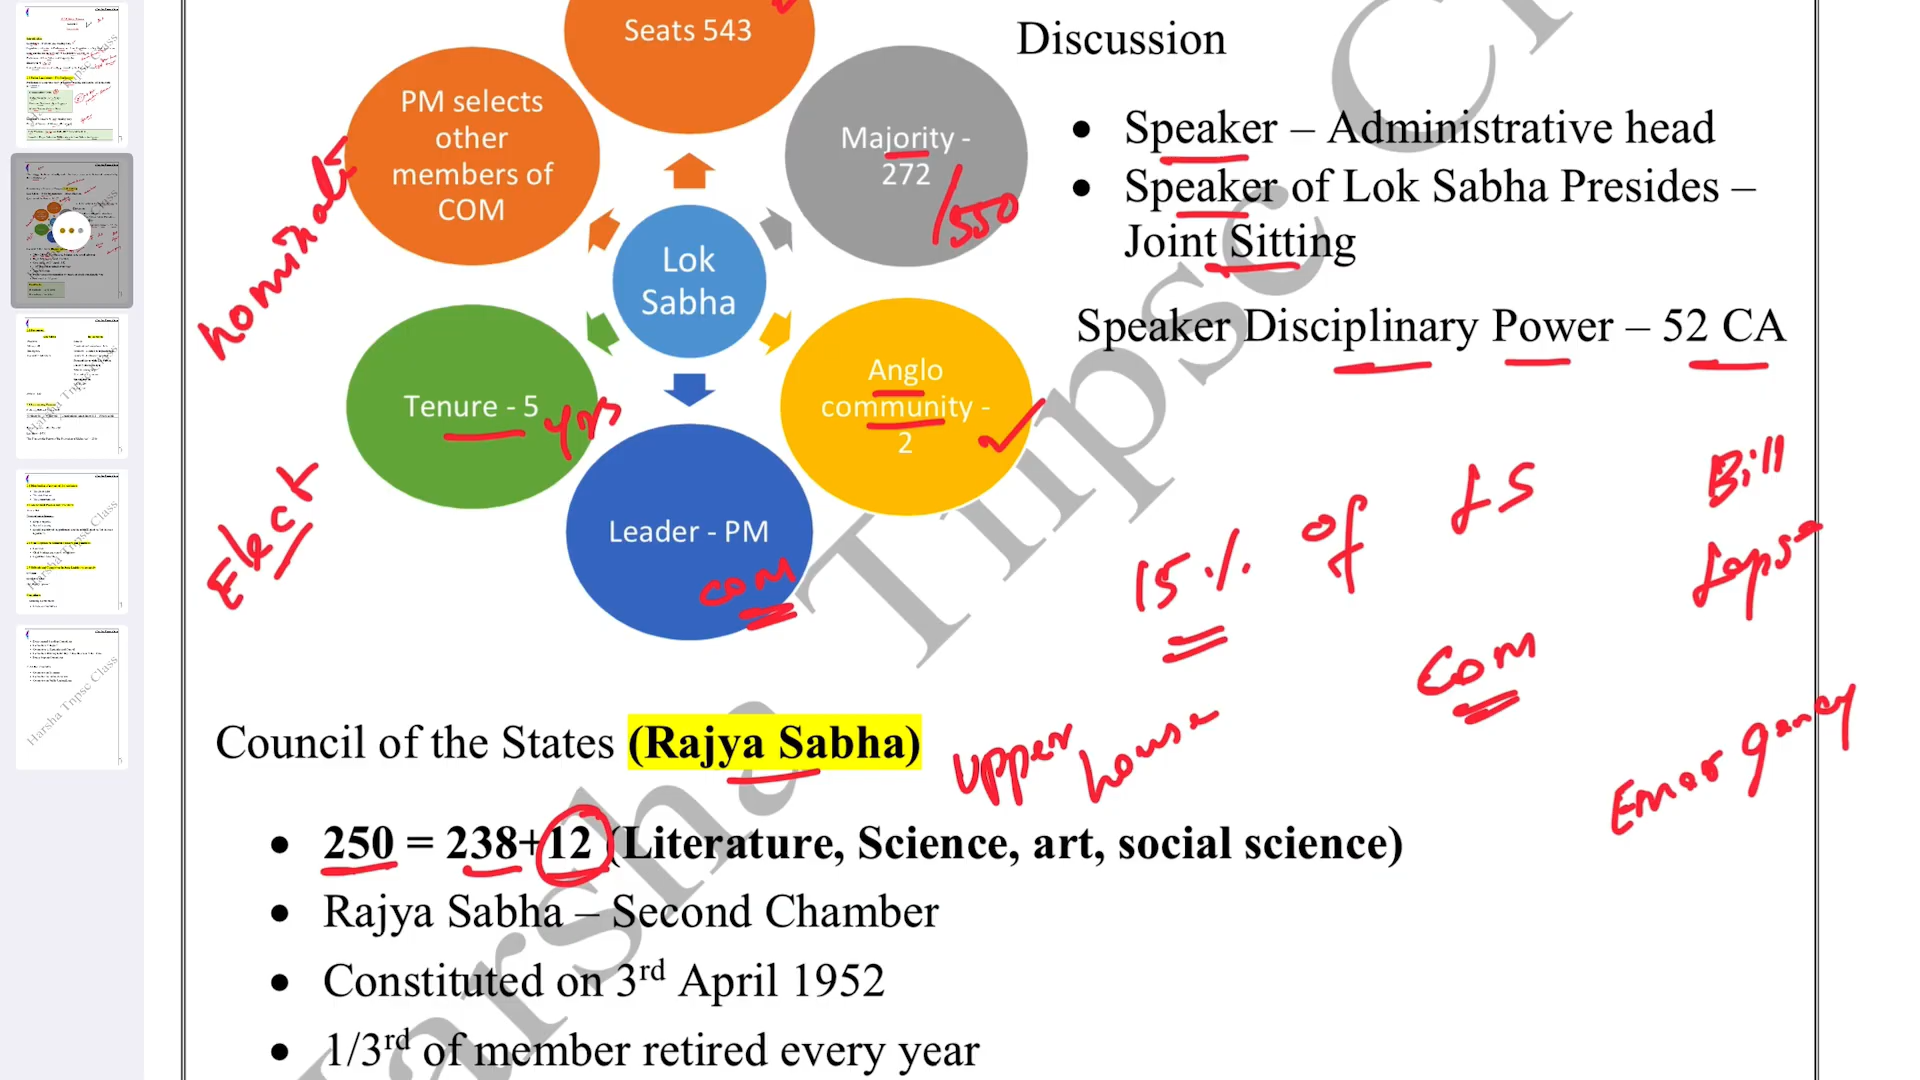 Seats 543
PM selects
other
members of
COM
Majority -
272
/550
Lok
Sabha
Tenure - 5 yrs
Anglo
community -
2
Leader - PM
COM
Elect
Discussion
• Speaker – Administrative head
• Speaker of Lok Sabha Presides –
Joint Sitting
Speaker Disciplinary Power – 52 CA
15% of LS
Bill
Lapse
COM
Council of the States (Rajya Sabha)
Upper house
• 250 = 238+12 (Literature, Science, art, social science)
• Rajya Sabha – Second Chamber
• Constituted on 3rd April 1952
• 1/3rd of member retired every year
Harsha Tnpsc Cl